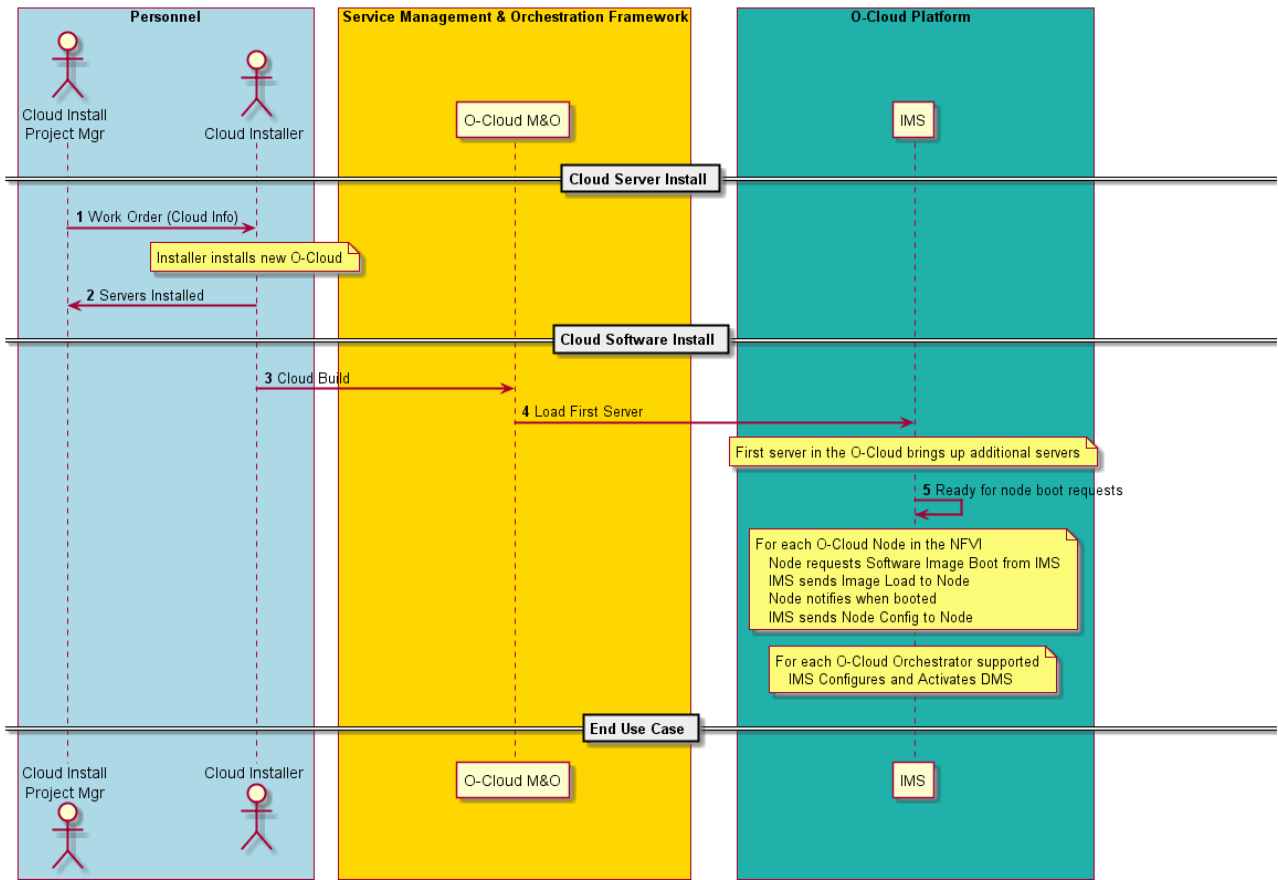 Personnel
Service Management & Orchestration Framework
O-Cloud Platform
Cloud Install
Project Mgr
Cloud Installer
O-Cloud M&O
IMS
Cloud Server Install
1 Work Order (Cloud Info)
Installer installs new O-Cloud
2 Servers Installed
Cloud Software Install
3 Cloud Build
4 Load First Server
First server in the O-Cloud brings up additional servers
5 Ready for node boot requests
For each O-Cloud Node in the NFVI
Node requests Software Image Boot from IMS
IMS sends Image Load to Node
Node notifies when booted
IMS sends Node Config to Node
For each O-Cloud Orchestrator supported
IMS Configures and Activates DMS
End Use Case
Cloud Install
Project Mgr
Cloud Installer
O-Cloud M&O
IMS